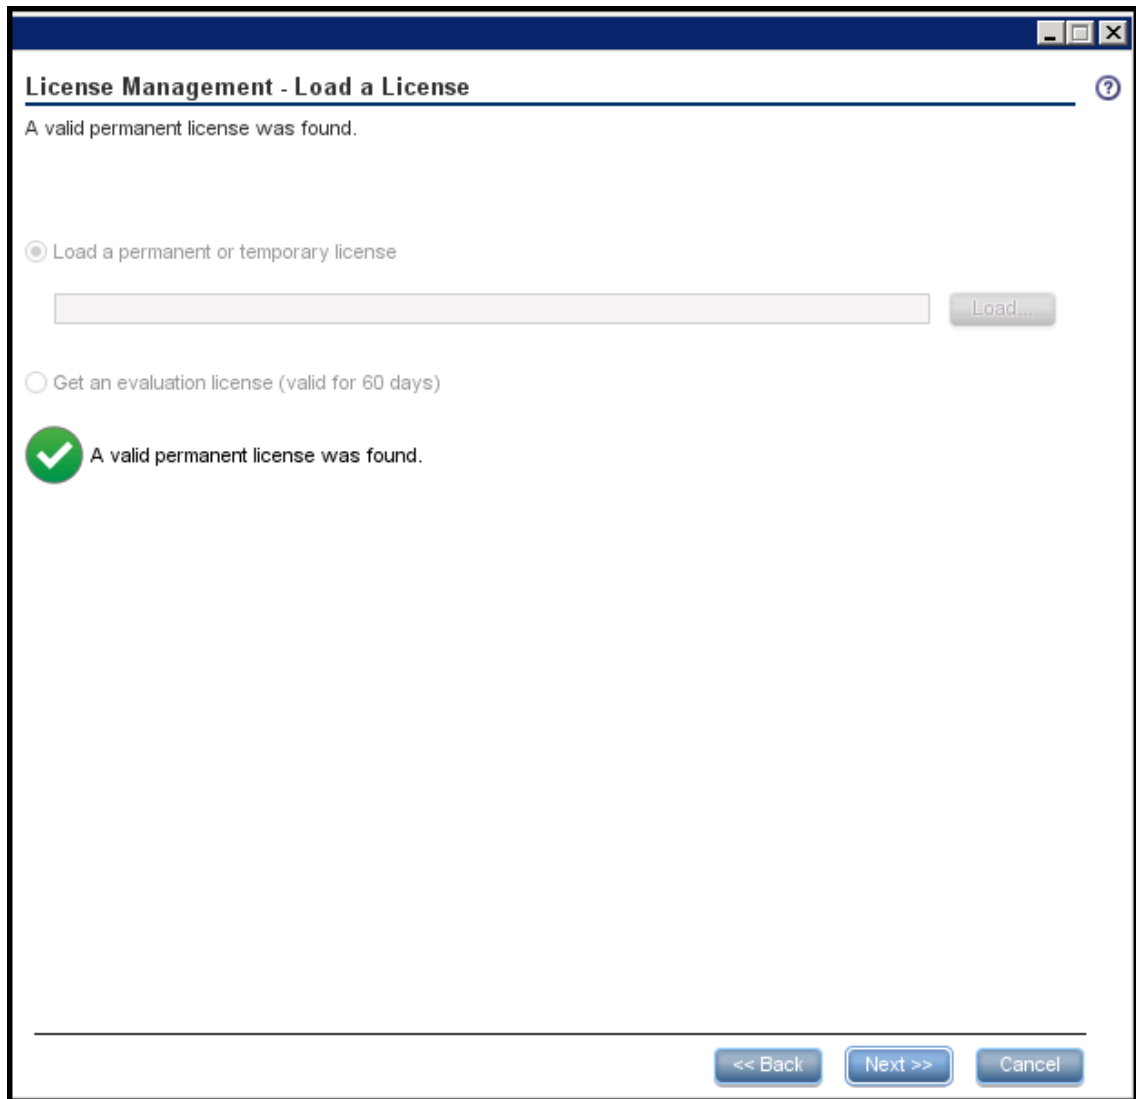 License Management - Load a License
?
A valid permanent license was found.
Load a permanent or temporary license
Load...
Get an evaluation license (valid for 60 days)
A valid permanent license was found.
<< Back Next >> Cancel